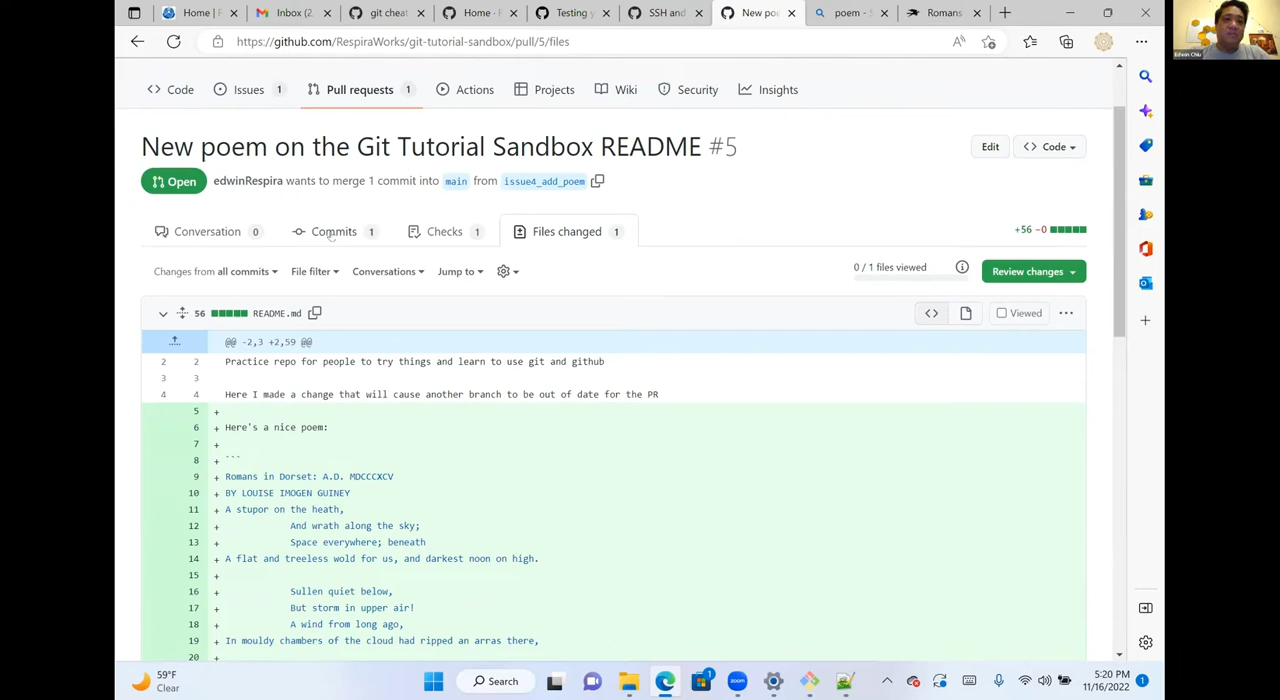 Home | F
Inbox (2
git cheat
Home · F
Testing y
SSH and
New poe
poem - S
Romans
https://github.com/RespiraWorks/git-tutorial-sandbox/pull/5/files
Edwin Chiu
Code
Issues 1
Pull requests 1
Actions
Projects
Wiki
Security
Insights
New poem on the Git Tutorial Sandbox README #5
Edit
Code
Open
edwinRespira wants to merge 1 commit into main from issue4_add_poem
Conversation 0
Commits 1
Checks 1
Files changed 1
+56 −0
Changes from all commits
File filter
Conversations
Jump to
0 / 1 files viewed
Review changes
56 README.md
Viewed
@@ -2,3 +2,59 @@
2 2 Practice repo for people to try things and learn to use git and github
3 3
4 4 Here I made a change that will cause another branch to be out of date for the PR
5 +
6 + Here's a nice poem:
7 +
8 + ```
9 + Romans in Dorset: A.D. MDCCCXCV
10 + BY LOUISE IMOGEN GUINEY
11 + A stupor on the heath,
12 + And wrath along the sky;
13 + Space everywhere; beneath
14 + A flat and treeless wold for us, and darkest noon on high.
15 +
16 + Sullen quiet below,
17 + But storm in upper air!
18 + A wind from long ago,
19 + In mouldy chambers of the cloud had ripped an arras there,
20 +
59°F
Clear
Search
1
zoom
5:20 PM
11/16/2022
1